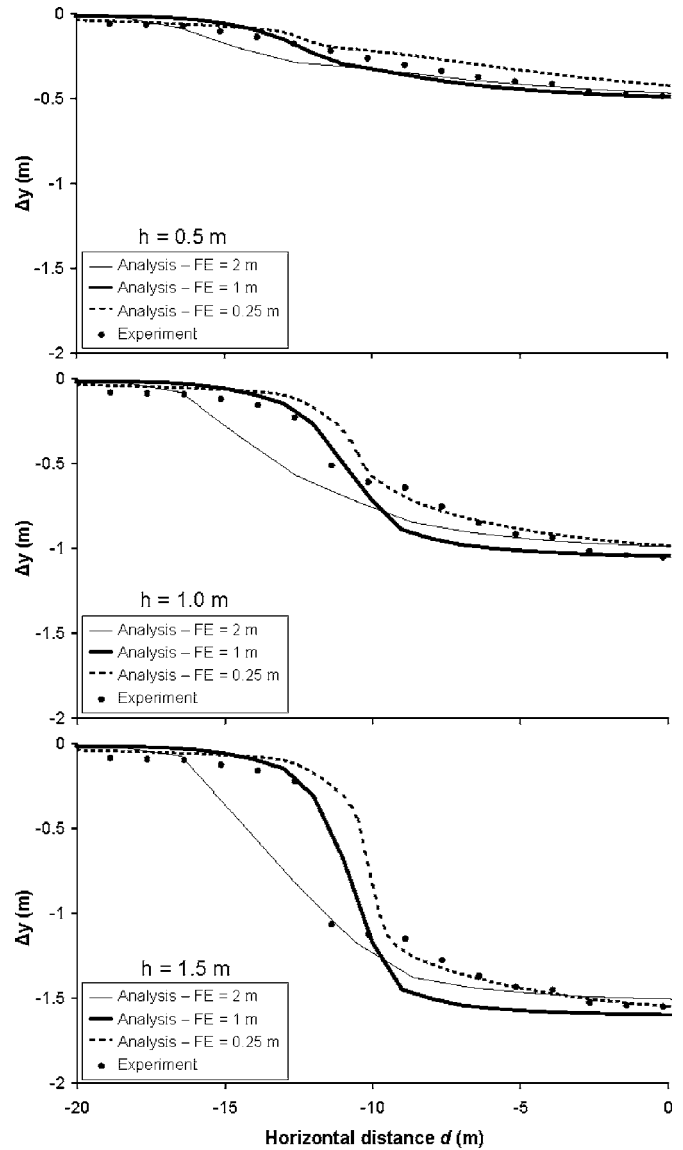 0
-0.5
-1
-1.5
-2
Δy (m)
h = 0.5 m
Analysis – FE = 2 m
Analysis – FE = 1 m
Analysis – FE = 0.25 m
Experiment
0
-0.5
-1
-1.5
-2
Δy (m)
h = 1.0 m
Analysis – FE = 2 m
Analysis – FE = 1 m
Analysis – FE = 0.25 m
Experiment
0
-0.5
-1
-1.5
-2
Δy (m)
h = 1.5 m
Analysis – FE = 2 m
Analysis – FE = 1 m
Analysis – FE = 0.25 m
Experiment
-20 -15 -10 -5 0
Horizontal distance d (m)